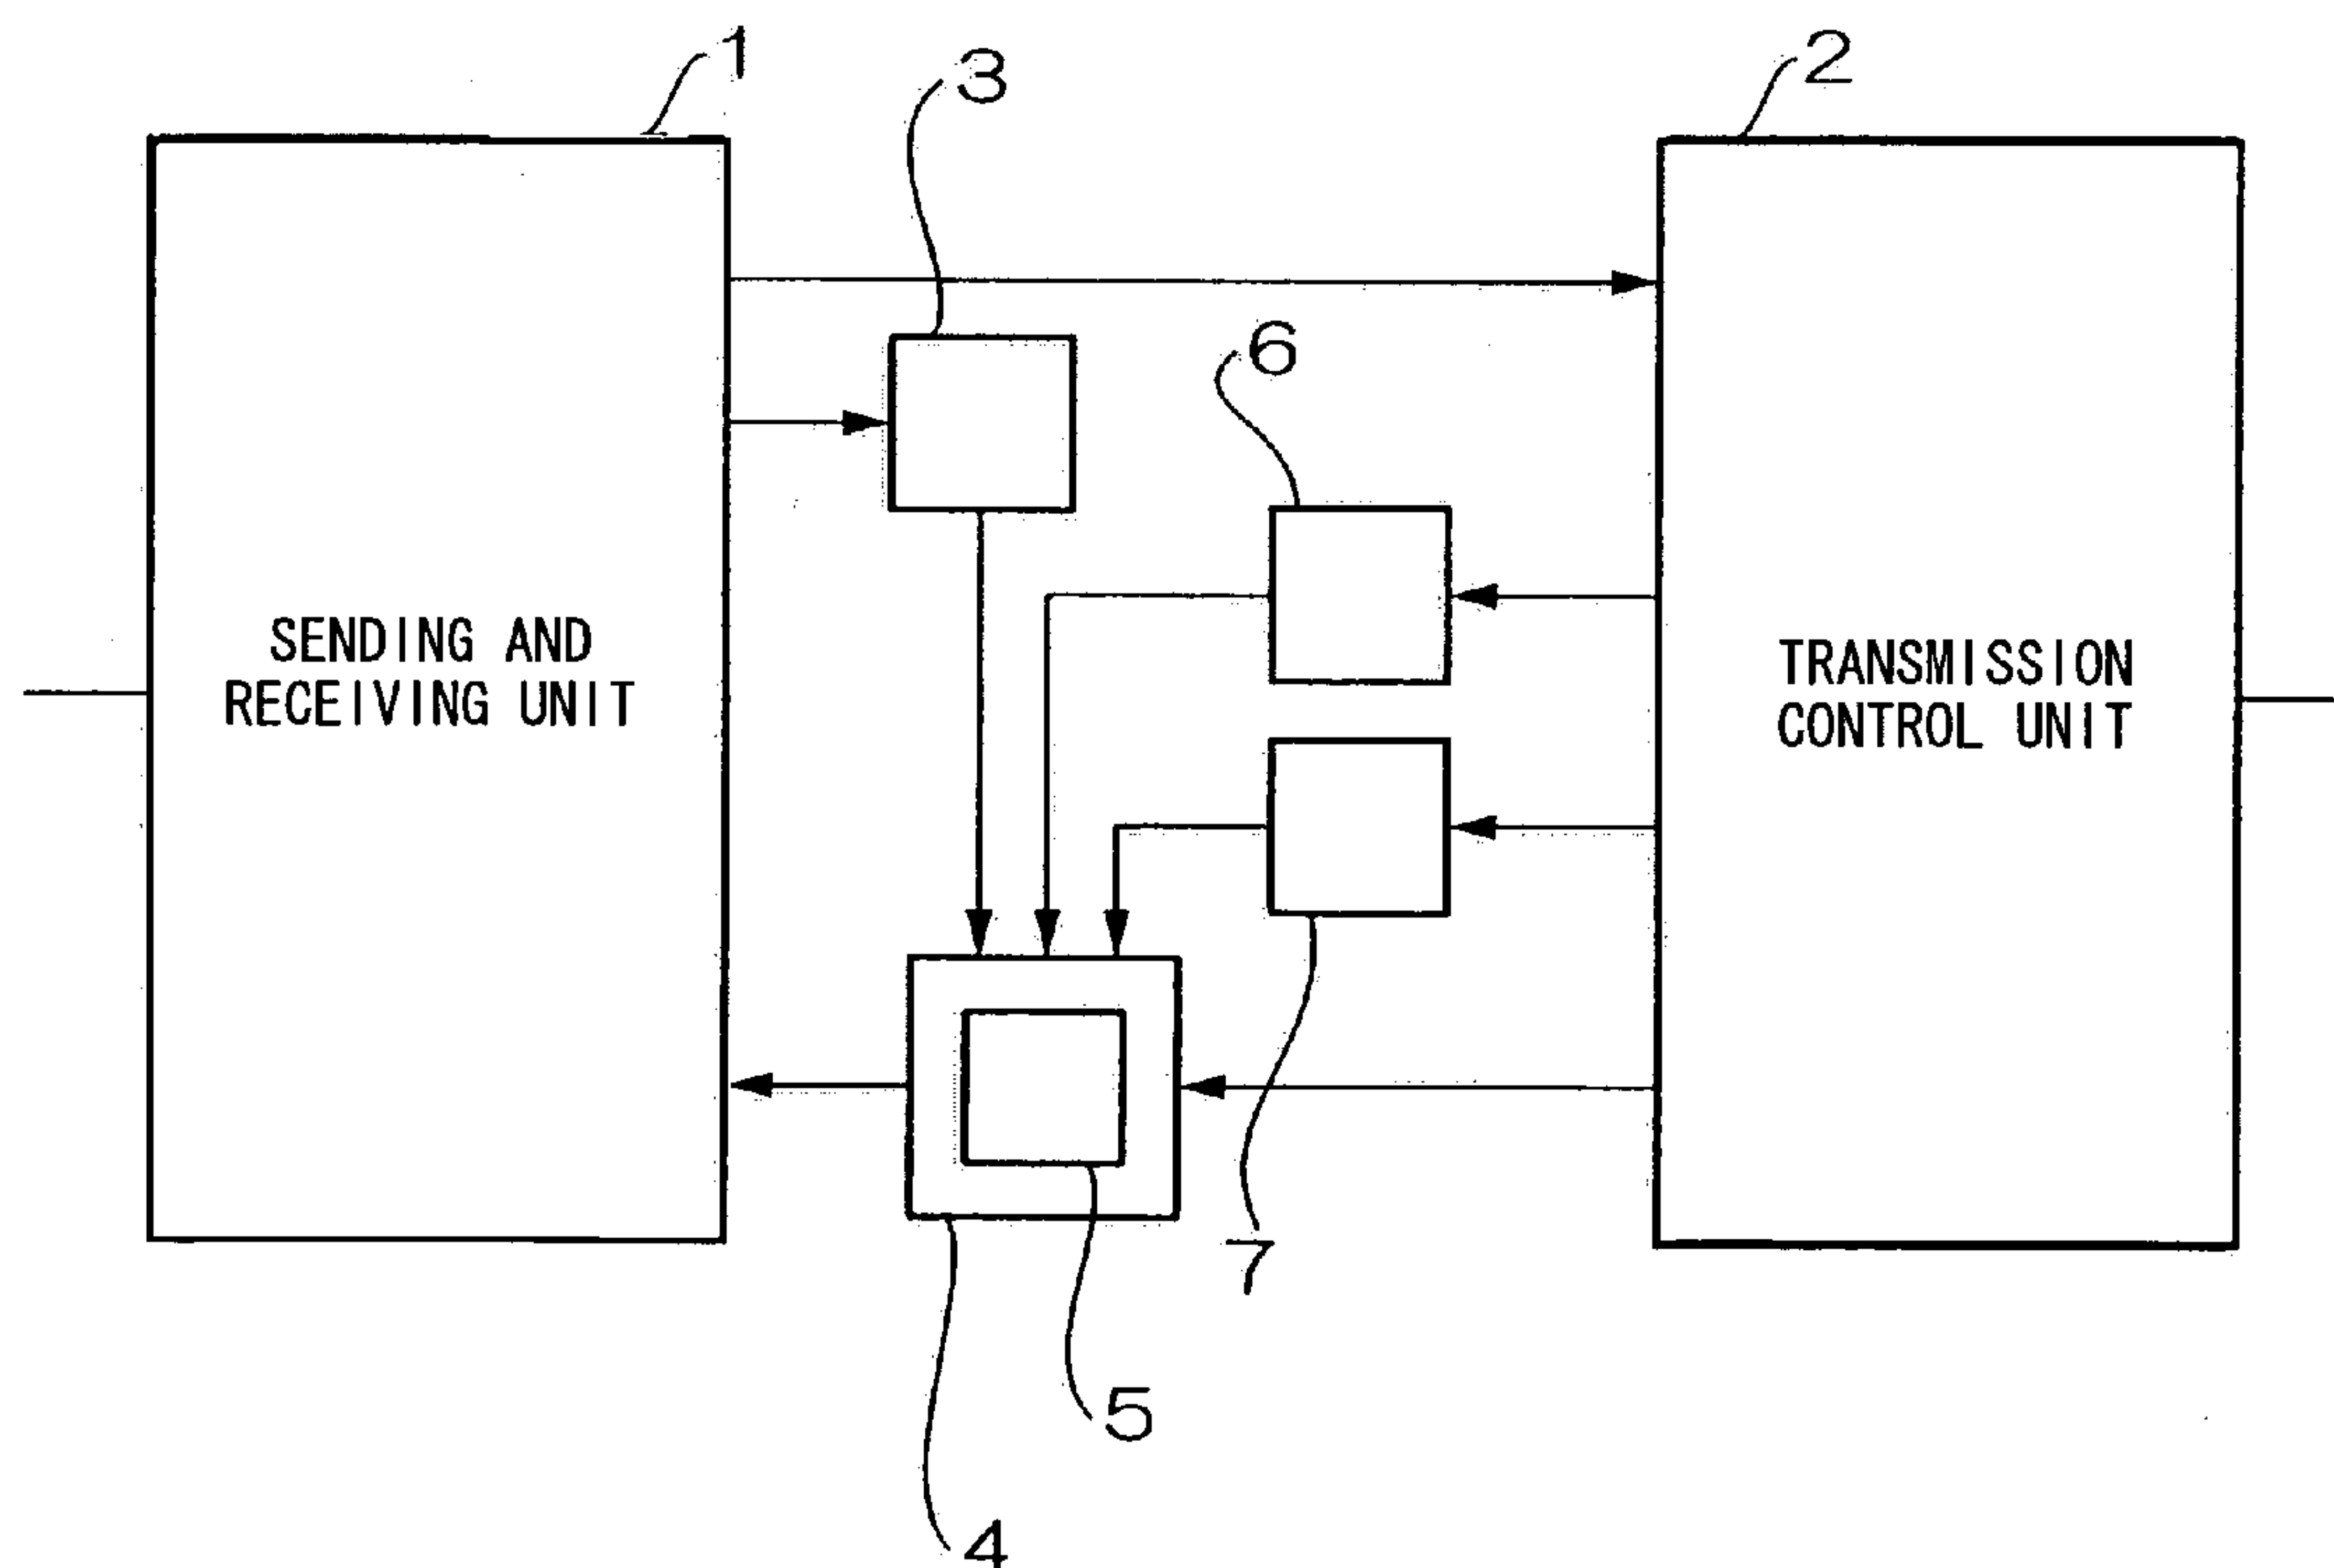 1
2
3
6
SENDING AND
RECEIVING UNIT
TRANSMISSION
CONTROL UNIT
7
5
4